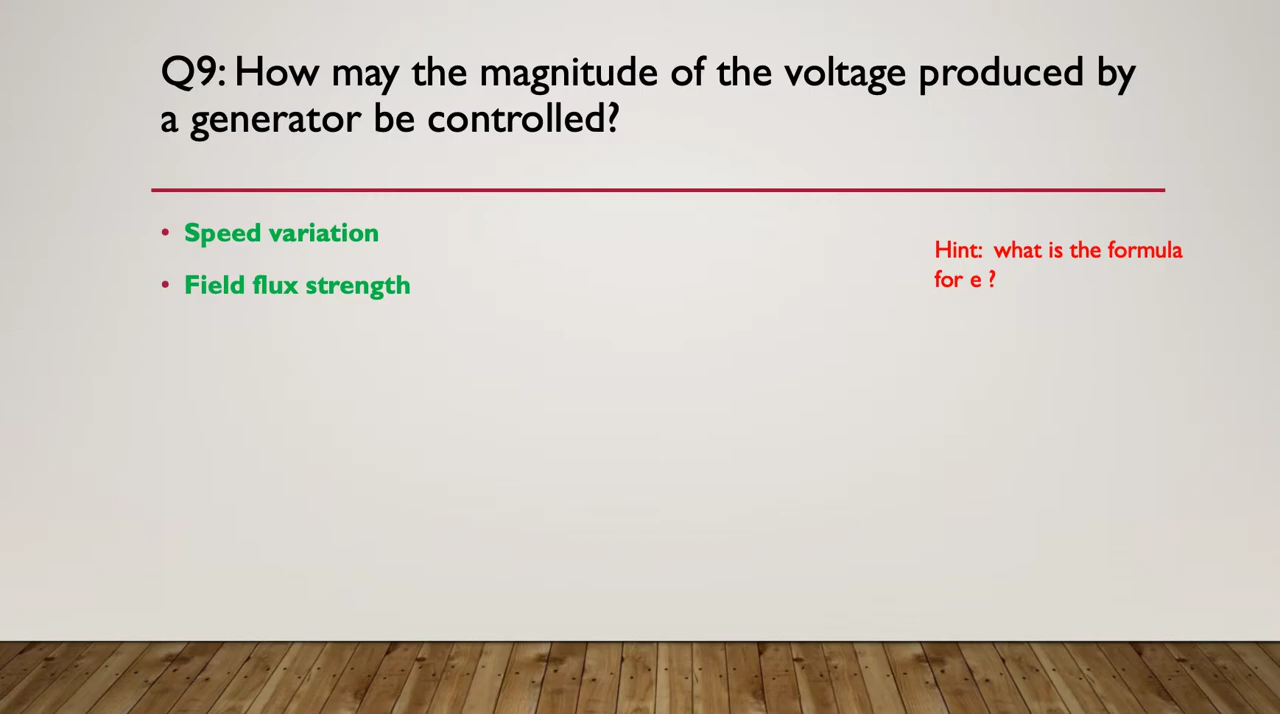 Q9: How may the magnitude of the voltage produced by
a generator be controlled?
• Speed variation
• Field flux strength
Hint:  what is the formula
for e ?